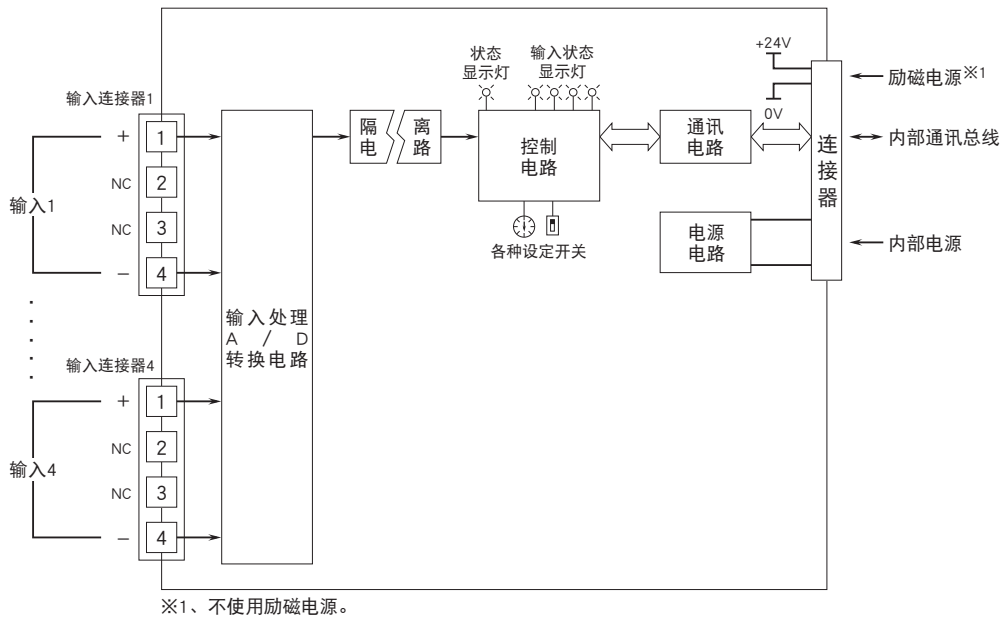 状态
显示灯
输入状态
显示灯
+24V
0V
励磁电源※1
输入连接器1
+
1
NC
2
NC
3
−
4
输入1
隔 离
电 路
控制
电路
通讯
电路
连
接
器
内部通讯总线
各种设定开关
电源
电路
内部电源
输入处理
A / D
转换电路
输入连接器4
+
1
NC
2
NC
3
−
4
输入4
※1、不使用励磁电源。